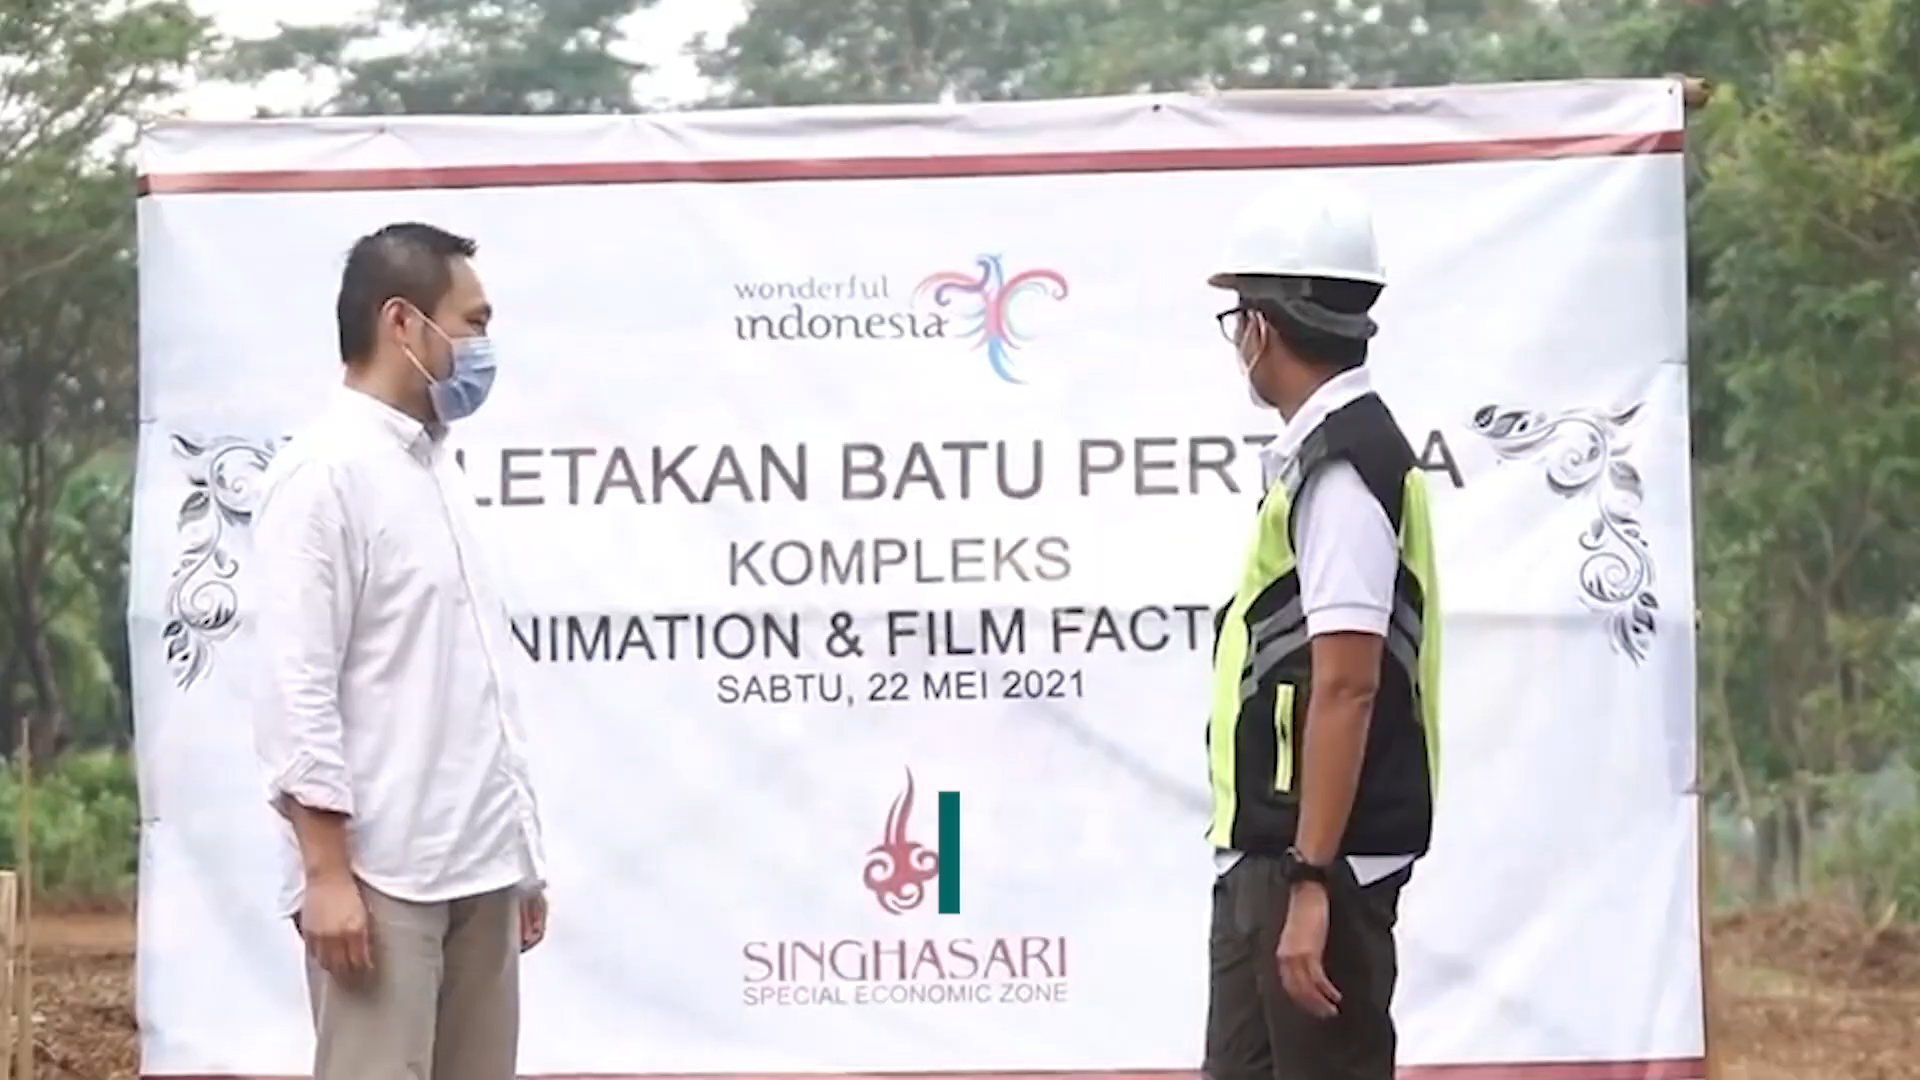 wonderful
indonesia
LETAKAN BATU PERT A
KOMPLEKS
NIMATION & FILM FACT
SABTU, 22 MEI 2021
SINGHASARI
SPECIAL ECONOMIC ZONE